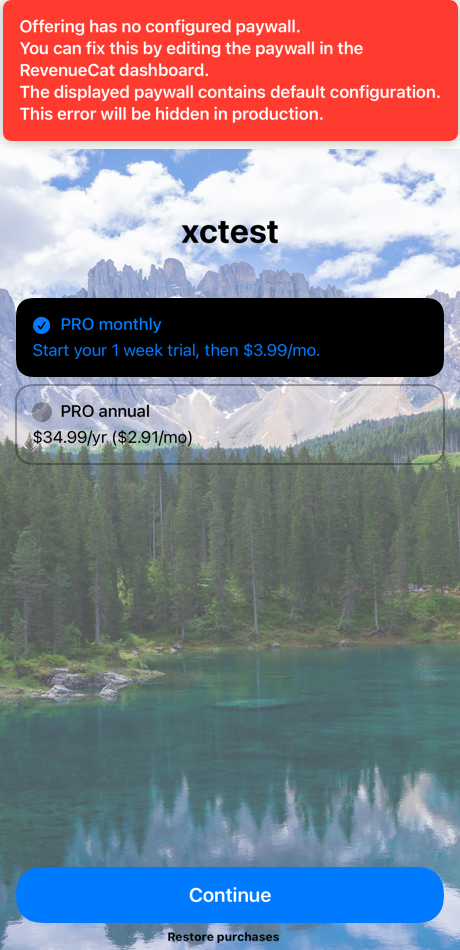 Offering has no configured paywall.
You can fix this by editing the paywall in the
RevenueCat dashboard.
The displayed paywall contains default configuration.
This error will be hidden in production.
xctest
PRO monthly
Start your 1 week trial, then $3.99/mo.
PRO annual
$34.99/yr ($2.91/mo)
Continue
Restore purchases